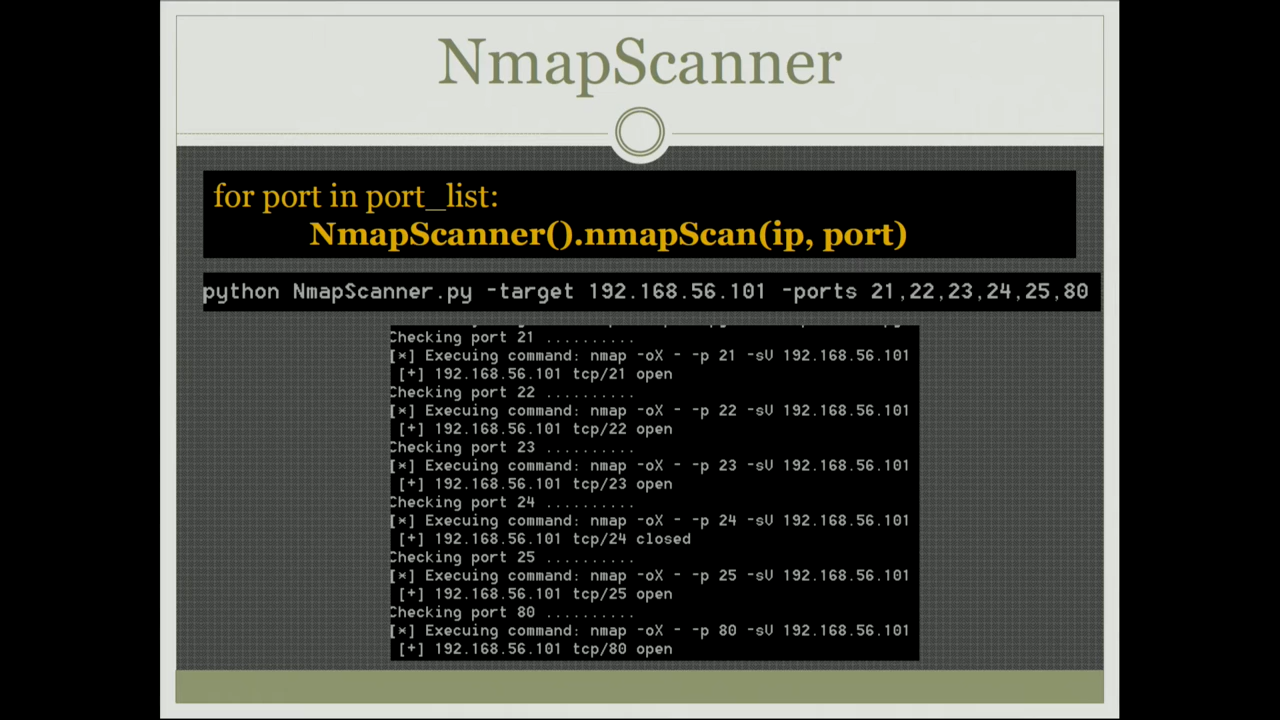 NmapScanner
for port in port_list:
NmapScanner().nmapScan(ip, port)
python NmapScanner.py -target 192.168.56.101 -ports 21,22,23,24,25,80
Checking port 21 ..........
[*] Execuing command: nmap -oX - -p 21 -sV 192.168.56.101
[+] 192.168.56.101 tcp/21 open
Checking port 22 ..........
[*] Execuing command: nmap -oX - -p 22 -sV 192.168.56.101
[+] 192.168.56.101 tcp/22 open
Checking port 23 ..........
[*] Execuing command: nmap -oX - -p 23 -sV 192.168.56.101
[+] 192.168.56.101 tcp/23 open
Checking port 24 ..........
[*] Execuing command: nmap -oX - -p 24 -sV 192.168.56.101
[+] 192.168.56.101 tcp/24 closed
Checking port 25 ..........
[*] Execuing command: nmap -oX - -p 25 -sV 192.168.56.101
[+] 192.168.56.101 tcp/25 open
Checking port 80 ..........
[*] Execuing command: nmap -oX - -p 80 -sV 192.168.56.101
[+] 192.168.56.101 tcp/80 open